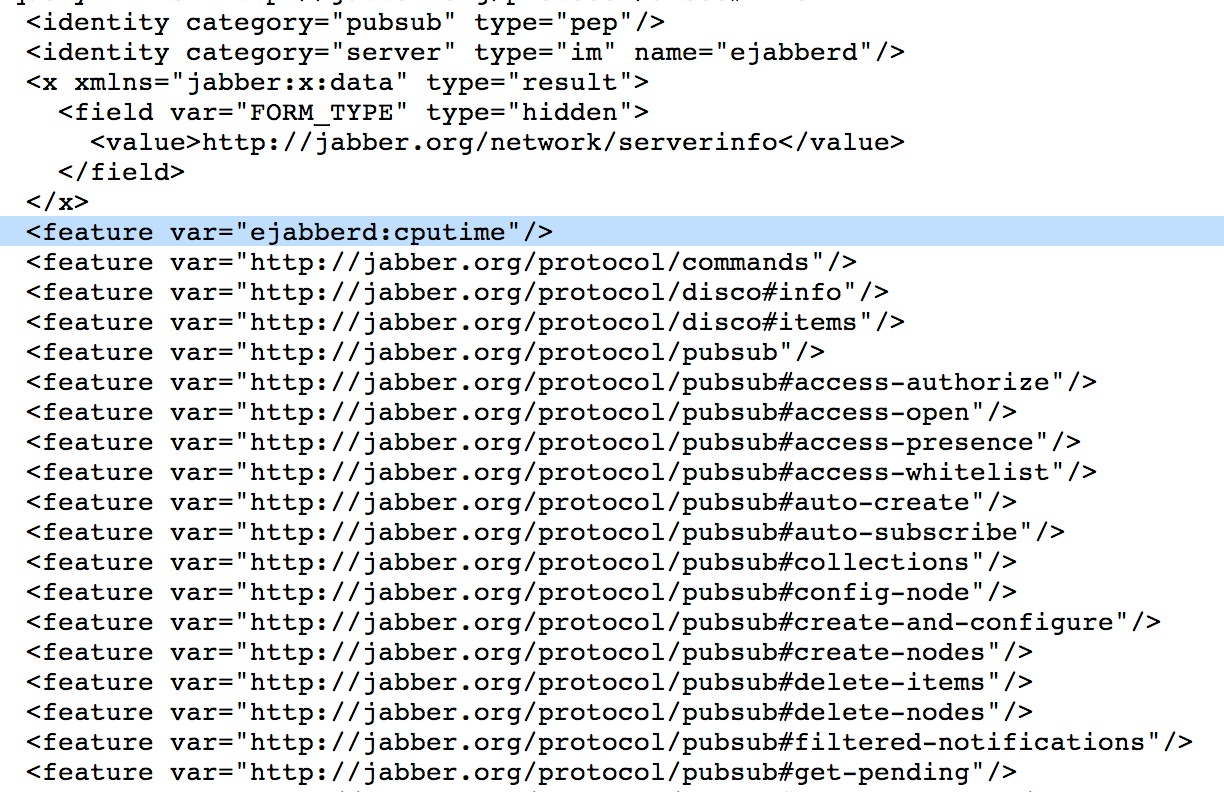 <identity category="pubsub" type="pep"/>
<identity category="server" type="im" name="ejabberd"/>
<x xmlns="jabber:x:data" type="result">
<field var="FORM_TYPE" type="hidden">
<value>http://jabber.org/network/serverinfo</value>
</field>
</x>
<feature var="ejabberd:cputime"/>
<feature var="http://jabber.org/protocol/commands"/>
<feature var="http://jabber.org/protocol/disco#info"/>
<feature var="http://jabber.org/protocol/disco#items"/>
<feature var="http://jabber.org/protocol/pubsub"/>
<feature var="http://jabber.org/protocol/pubsub#access-authorize"/>
<feature var="http://jabber.org/protocol/pubsub#access-open"/>
<feature var="http://jabber.org/protocol/pubsub#access-presence"/>
<feature var="http://jabber.org/protocol/pubsub#access-whitelist"/>
<feature var="http://jabber.org/protocol/pubsub#auto-create"/>
<feature var="http://jabber.org/protocol/pubsub#auto-subscribe"/>
<feature var="http://jabber.org/protocol/pubsub#collections"/>
<feature var="http://jabber.org/protocol/pubsub#config-node"/>
<feature var="http://jabber.org/protocol/pubsub#create-and-configure"/>
<feature var="http://jabber.org/protocol/pubsub#create-nodes"/>
<feature var="http://jabber.org/protocol/pubsub#delete-items"/>
<feature var="http://jabber.org/protocol/pubsub#delete-nodes"/>
<feature var="http://jabber.org/protocol/pubsub#filtered-notifications"/>
<feature var="http://jabber.org/protocol/pubsub#get-pending"/>